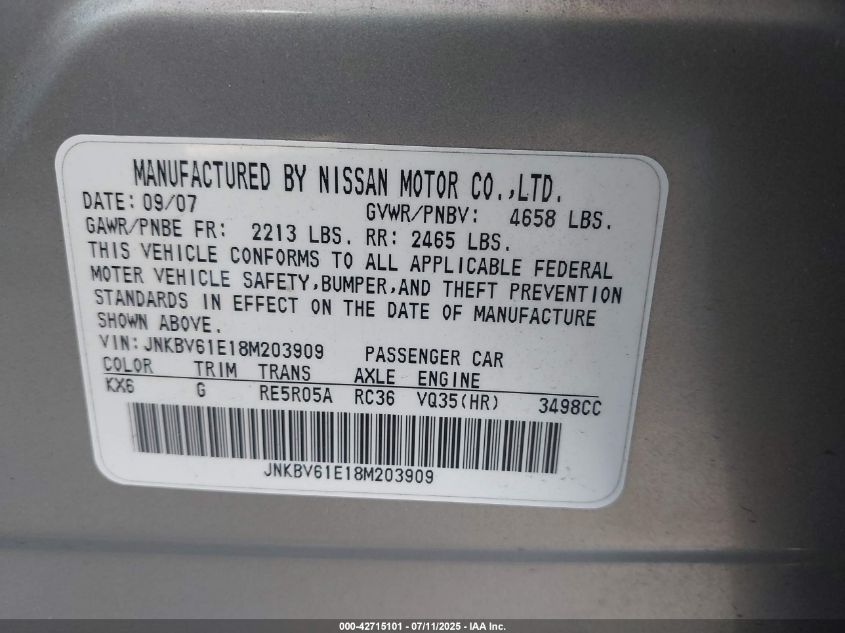 MANUFACTURED BY NISSAN MOTOR CO.,LTD.
DATE: 09/07 GVWR/PNBV: 4658 LBS.
GAWR/PNBE FR: 2213 LBS. RR: 2465 LBS.
THIS VEHICLE CONFORMS TO ALL APPLICABLE FEDERAL
MOTER VEHICLE SAFETY,BUMPER,AND THEFT PREVENTION
STANDARDS IN EFFECT ON THE DATE OF MANUFACTURE
SHOWN ABOVE.
VIN: JNKBV61E18M203909 PASSENGER CAR
COLOR TRIM TRANS AXLE ENGINE
KX6 G RE5R05A RC36 VQ35(HR) 3498CC
JNKBV61E18M203909
000-42715101 - 07/11/2025 - IAA Inc.